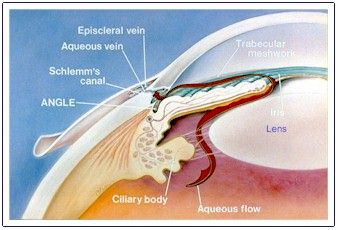 Episcleral vein
Aqueous vein
Trabecular
meshwork
Schlemm's
canal
ANGLE
Iris
Lens
Ciliary body
Aqueous flow